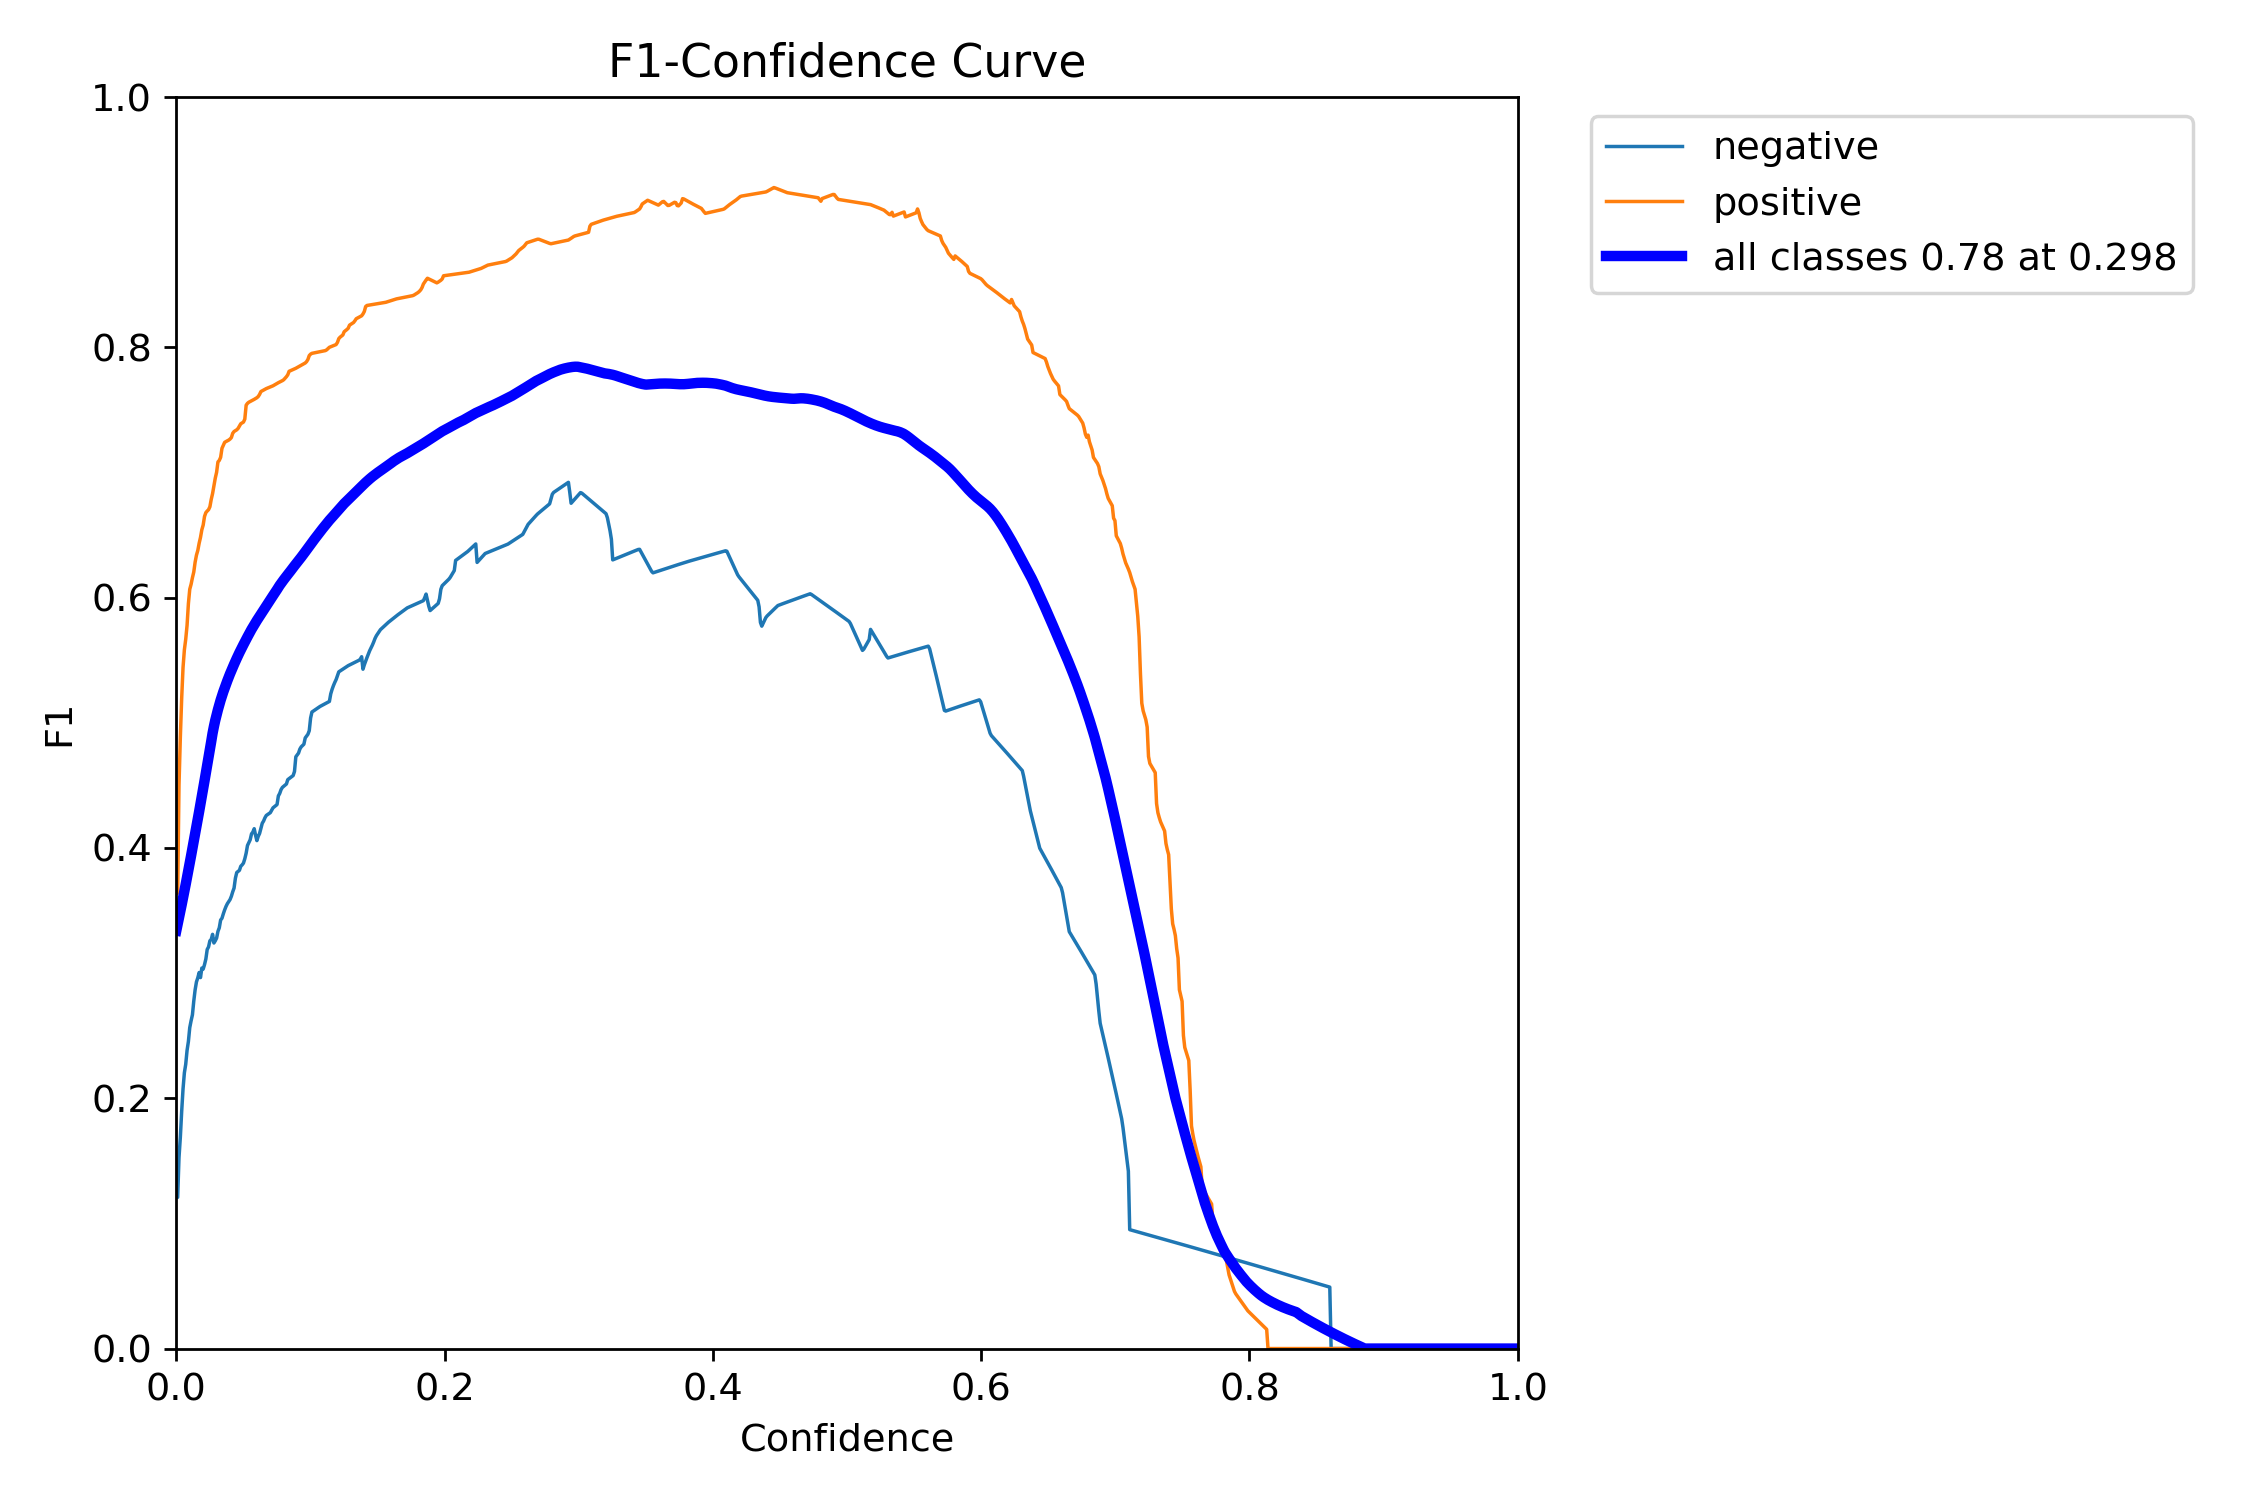 F1-Confidence Curve
negative
positive
all classes 0.78 at 0.298
1.0
0.8
0.6
0.4
0.2
0.0
F1
0.0 0.2 0.4 0.6 0.8 1.0
Confidence